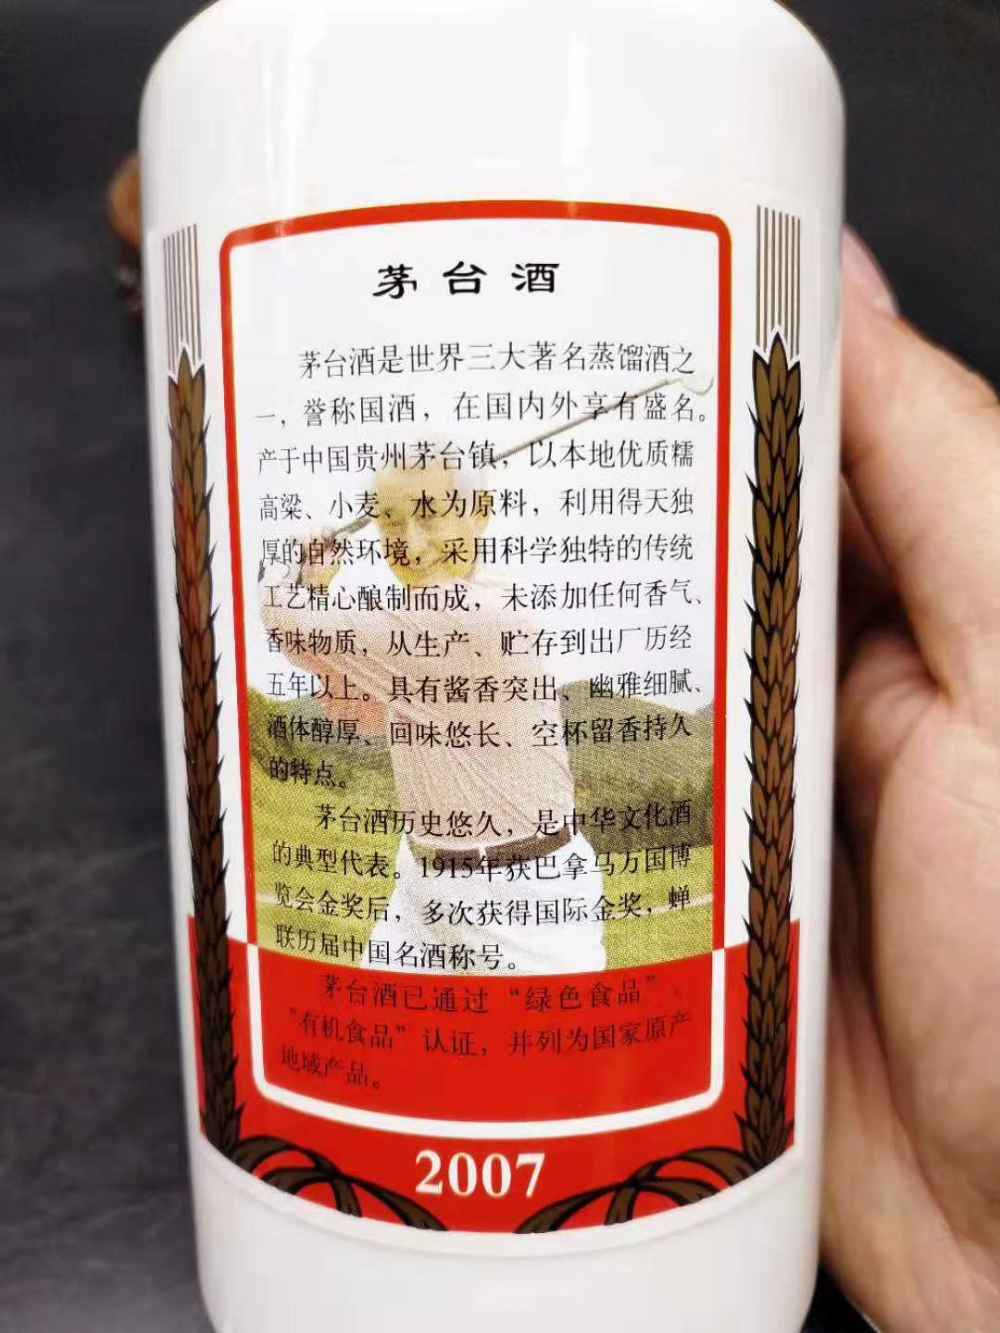 茅台酒
茅台酒是世界三大著名蒸馏酒之
一，誉称国酒，在国内外享有盛名。
产于中国贵州茅台镇，以本地优质糯
高粱、小麦、水为原料，利用得天独
厚的自然环境，采用科学独特的传统
工艺精心酿制而成，未添加任何香气、
香味物质，从生产、贮存到出厂历经
五年以上。具有酱香突出、幽雅细腻、
酒体醇厚、回味悠长、空杯留香持久
的特点。
茅台酒历史悠久，是中华文化酒
的典型代表。1915年获巴拿马万国博
览会金奖后，多次获得国际金奖，蝉
联历届中国名酒称号。
茅台酒已通过“绿色食品”、
“有机食品”认证，并列为国家原产
地域产品。
2007